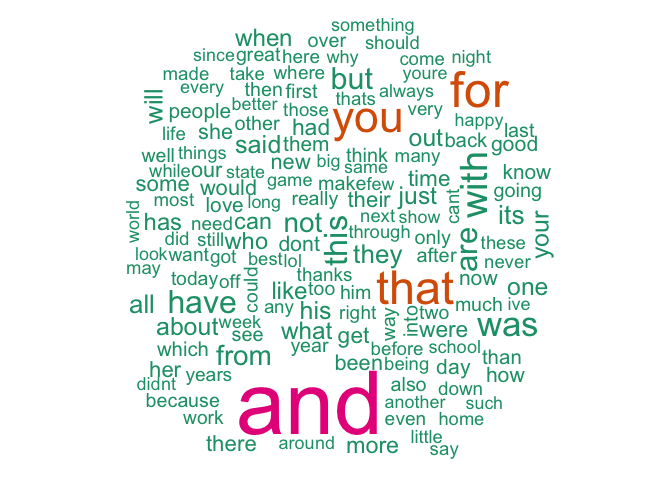 something
when over should
since great here why come night
made take where but youre for
every then first thats always
will people better those you very happy
life she other had out back last
well things said them think many good
while our state new big same with know
some would game make few time going
most love long really their just cant its
world has need can not this next show are your
did still who dont through only these
look want got best lol they after never
may today off could thanks that now one
all have like too him much ive
about week any his right way into two was
see what get were
which from year before school than
her years been being day how
didnt and also down
because another such
work even home
there around more little
say